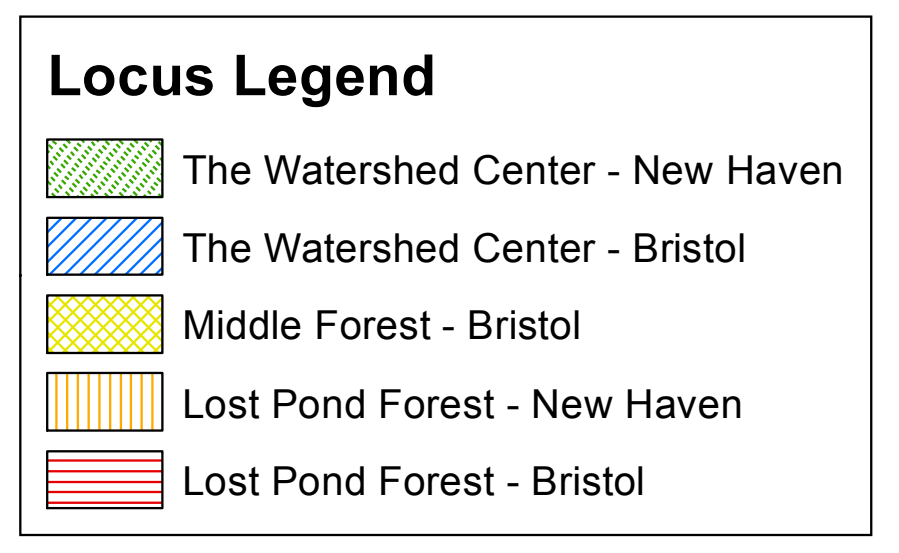 Locus Legend
The Watershed Center - New Haven
The Watershed Center - Bristol
Middle Forest - Bristol
Lost Pond Forest - New Haven
Lost Pond Forest - Bristol